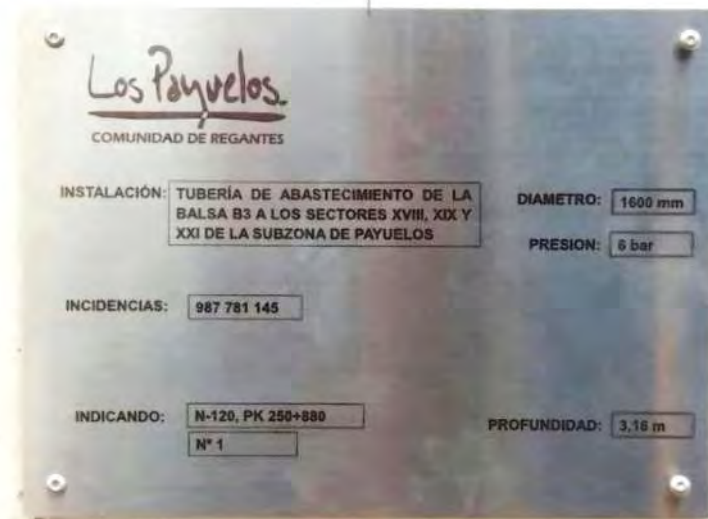 Los Payuelos
COMUNIDAD DE REGANTES
INSTALACIÓN: TUBERÍA DE ABASTECIMIENTO DE LA
BALSA B3 A LOS SECTORES XVIII, XIX Y
XXI DE LA SUBZONA DE PAYUELOS
DIAMETRO: 1600 mm
PRESION: 6 bar
INCIDENCIAS: 987 781 145
INDICANDO: N-120, PK 250+880
Nº 1
PROFUNDIDAD: 3,16 m